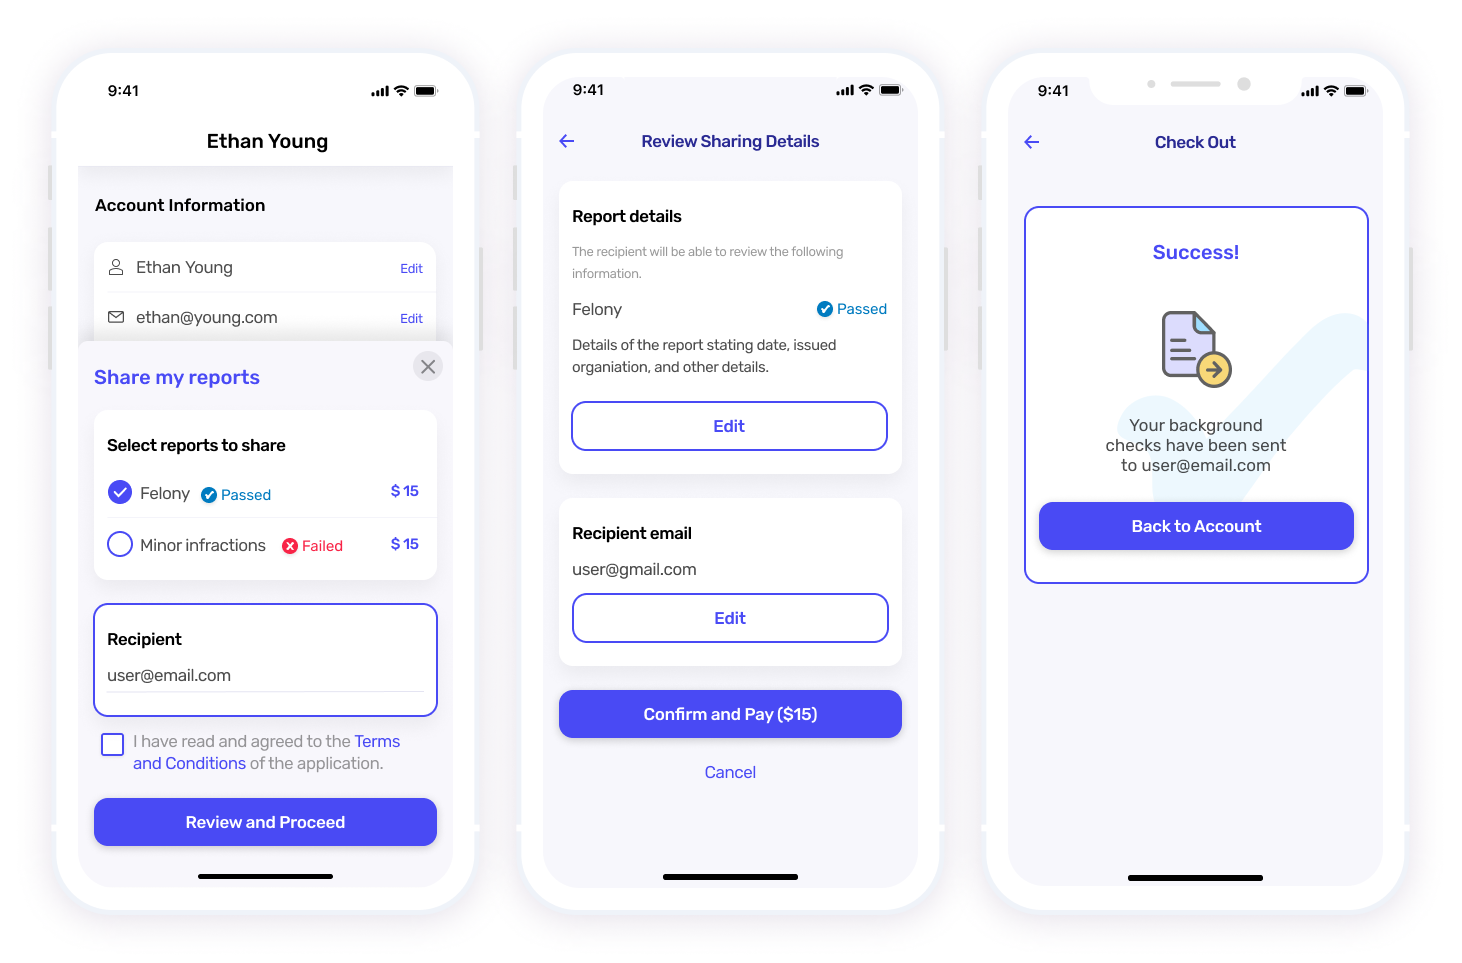 9:41
Ethan Young
Account Information
Ethan Young Edit
ethan@young.com Edit
Share my reports
Select reports to share
Felony Passed $ 15
Minor infractions Failed $ 15
Recipient
user@email.com
I have read and agreed to the Terms
and Conditions of the application.
Review and Proceed
9:41
Review Sharing Details
Report details
The recipient will be able to review the following
information.
Felony Passed
Details of the report stating date, issued
organiation, and other details.
Edit
Recipient email
user@gmail.com
Edit
Confirm and Pay ($15)
Cancel
9:41
Check Out
Success!
Your background
checks have been sent
to user@email.com
Back to Account